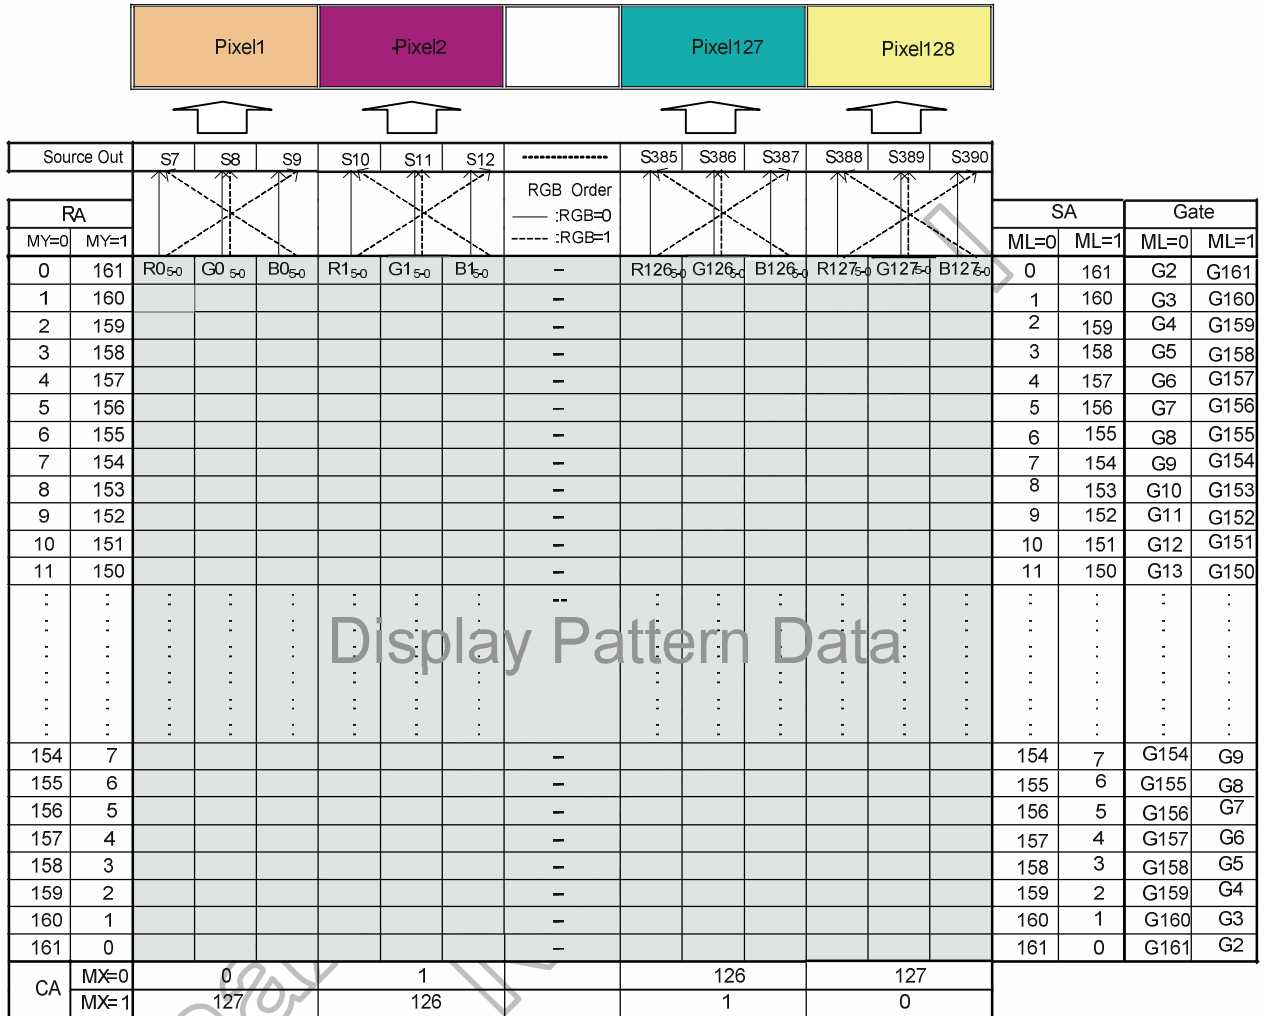 Pixel1 -Pixel2 Pixel127 Pixel128
Source Out S7 S8 S9 S10 S11 S12 -------------- S385 S386 S387 S388 S389 S390
RGB Order
:RGB=0
:RGB=1
RA SA Gate
MY=0 MY=1 ML=0 ML=1 ML=0 ML=1
0 161 R05-0 G0 5-0 B05-0 R15-0 G15-0 B15-0 – R1265-0 G1265-0 B1265-0 R1275-0 G1275-0 B1275-0 0 161 G2 G161
1 160 – 1 160 G3 G160
2 159 – 2 159 G4 G159
3 158 – 3 158 G5 G158
4 157 – 4 157 G6 G157
5 156 – 5 156 G7 G156
6 155 – 6 155 G8 G155
7 154 – 7 154 G9 G154
8 153 – 8 153 G10 G153
9 152 – 9 152 G11 G152
10 151 – 10 151 G12 G151
11 150 – 11 150 G13 G150
Display Pattern Data
154 7 – 154 7 G154 G9
155 6 – 155 6 G155 G8
156 5 – 156 5 G156 G7
157 4 – 157 4 G157 G6
158 3 – 158 3 G158 G5
159 2 – 159 2 G159 G4
160 1 – 160 1 G160 G3
161 0 – 161 0 G161 G2
CA MX=0 0 1 126 127
MX=1 127 126 1 0